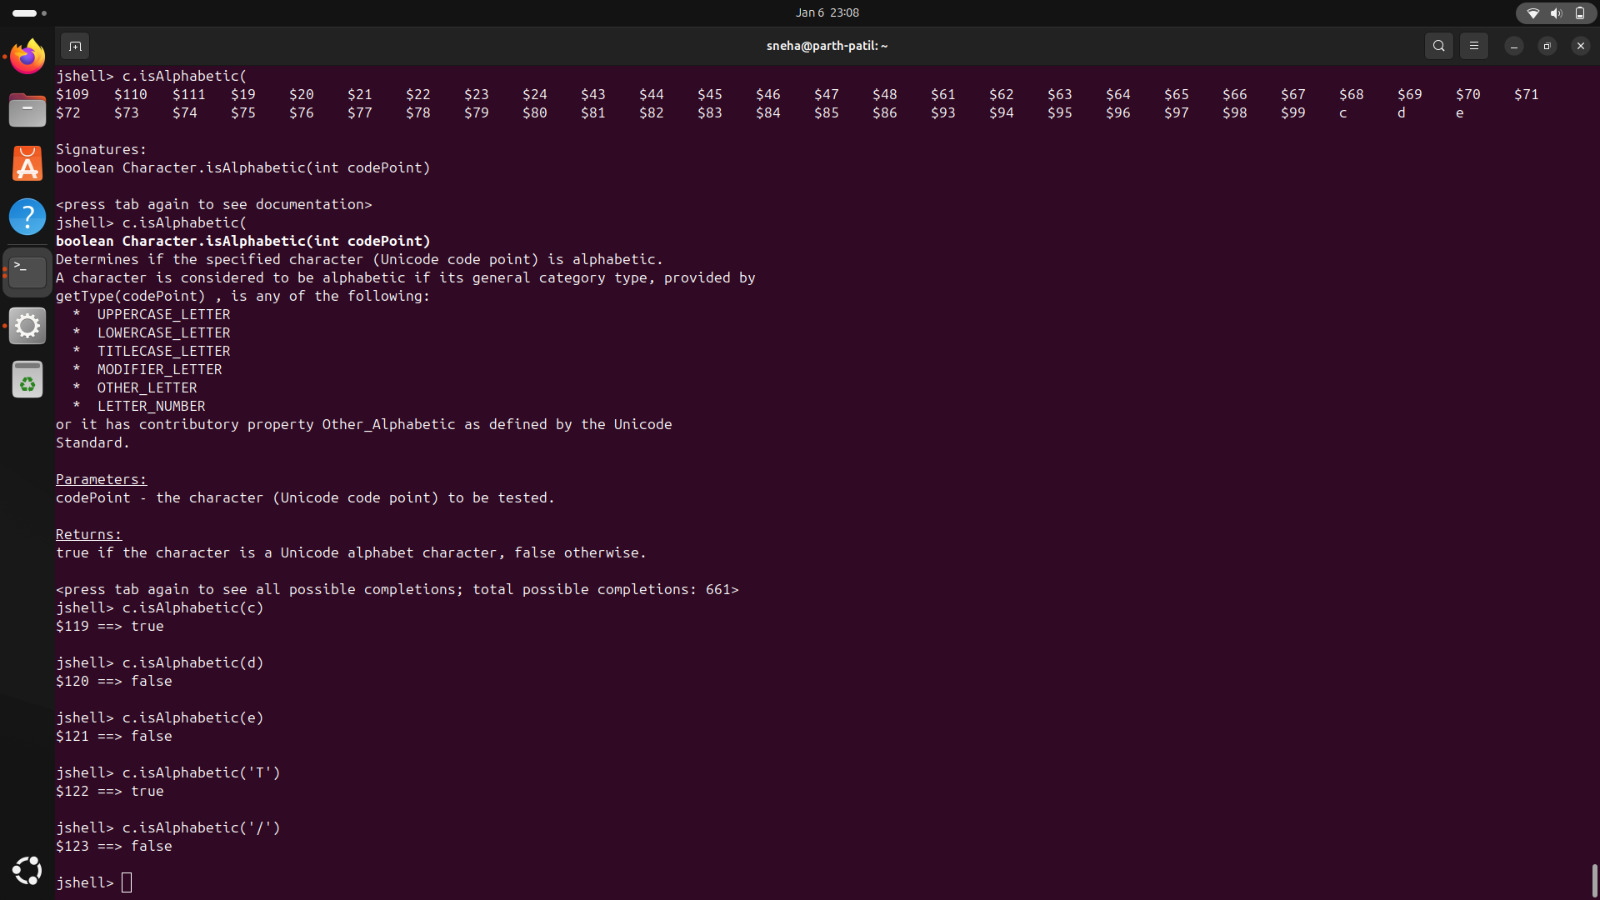 Jan 6 23:08
sneha@parth-patil: ~
jshell> c.isAlphabetic(
$109 $110 $111 $19 $20 $21 $22 $23 $24 $43 $44 $45 $46 $47 $48 $61 $62 $63 $64 $65 $66 $67 $68 $69 $70 $71
$72 $73 $74 $75 $76 $77 $78 $79 $80 $81 $82 $83 $84 $85 $86 $93 $94 $95 $96 $97 $98 $99 c d e
Signatures:
boolean Character.isAlphabetic(int codePoint)
<press tab again to see documentation>
jshell> c.isAlphabetic(
boolean Character.isAlphabetic(int codePoint)
Determines if the specified character (Unicode code point) is alphabetic.
A character is considered to be alphabetic if its general category type, provided by
getType(codePoint) , is any of the following:
* UPPERCASE_LETTER
* LOWERCASE_LETTER
* TITLECASE_LETTER
* MODIFIER_LETTER
* OTHER_LETTER
* LETTER_NUMBER
or it has contributory property Other_Alphabetic as defined by the Unicode
Standard.
Parameters:
codePoint - the character (Unicode code point) to be tested.
Returns:
true if the character is a Unicode alphabet character, false otherwise.
<press tab again to see all possible completions; total possible completions: 661>
jshell> c.isAlphabetic(c)
$119 ==> true
jshell> c.isAlphabetic(d)
$120 ==> false
jshell> c.isAlphabetic(e)
$121 ==> false
jshell> c.isAlphabetic('T')
$122 ==> true
jshell> c.isAlphabetic('/')
$123 ==> false
jshell>